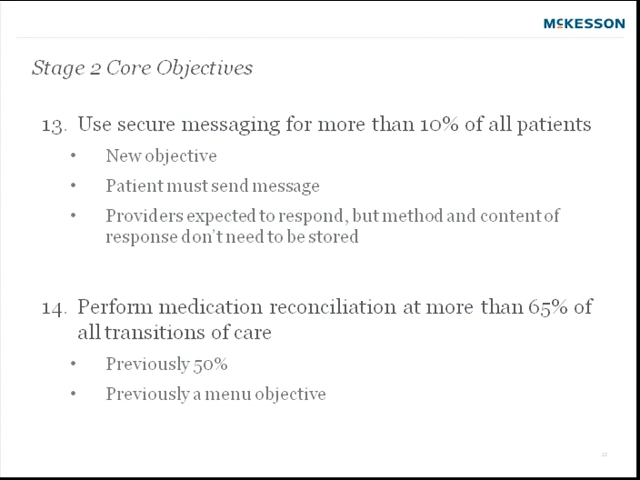 McKESSON
Stage 2 Core Objectives
13. Use secure messaging for more than 10% of all patients
• New objective
• Patient must send message
• Providers expected to respond, but method and content of
response don't need to be stored
14. Perform medication reconciliation at more than 65% of
all transitions of care
• Previously 50%
• Previously a menu objective